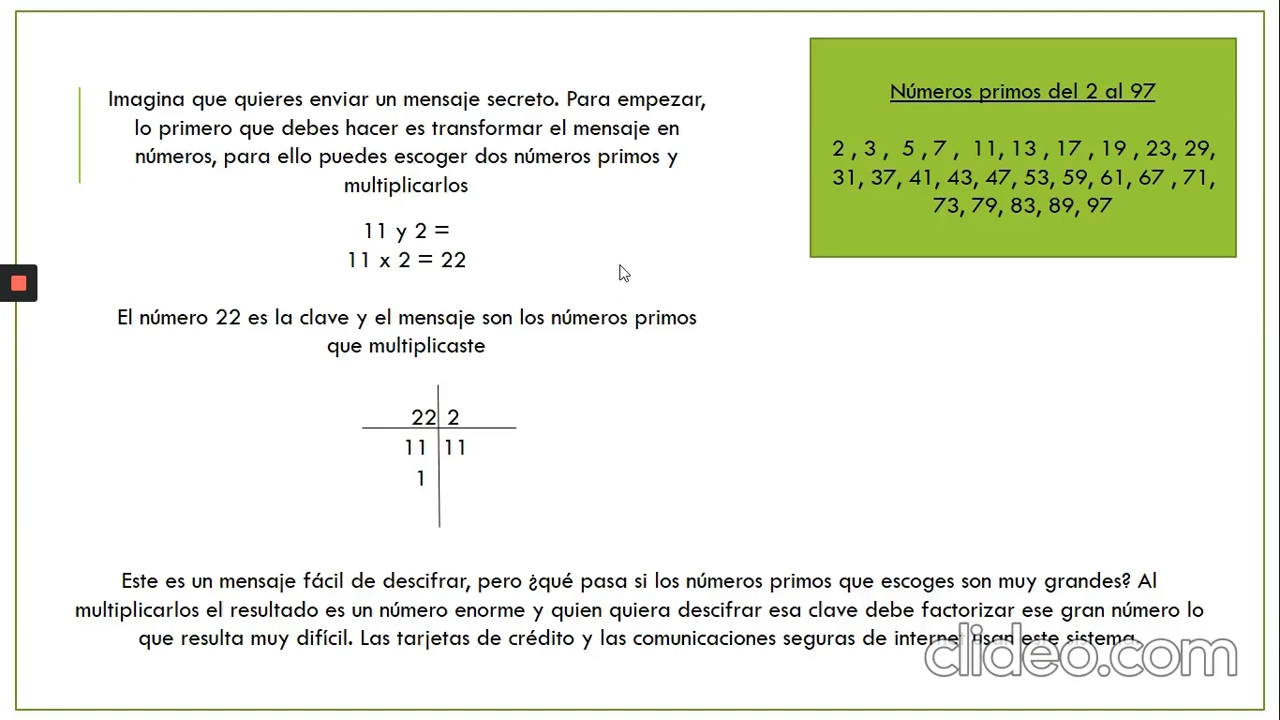 Imagina que quieres enviar un mensaje secreto. Para empezar,
lo primero que debes hacer es transformar el mensaje en
números, para ello puedes escoger dos números primos y
multiplicarlos
11 y 2 =
11 x 2 = 22
El número 22 es la clave y el mensaje son los números primos
que multiplicaste
22 2
11 11
1
Números primos del 2 al 97
2 , 3 , 5 , 7 , 11, 13 , 17 , 19 , 23, 29,
31, 37, 41, 43, 47, 53, 59, 61, 67 , 71,
73, 79, 83, 89, 97
Este es un mensaje fácil de descifrar, pero ¿qué pasa si los números primos que escoges son muy grandes? Al
multiplicarlos el resultado es un número enorme y quien quiera descifrar esa clave debe factorizar ese gran número lo
que resulta muy difícil. Las tarjetas de crédito y las comunicaciones seguras de internet usan este sistema.
clideo.com